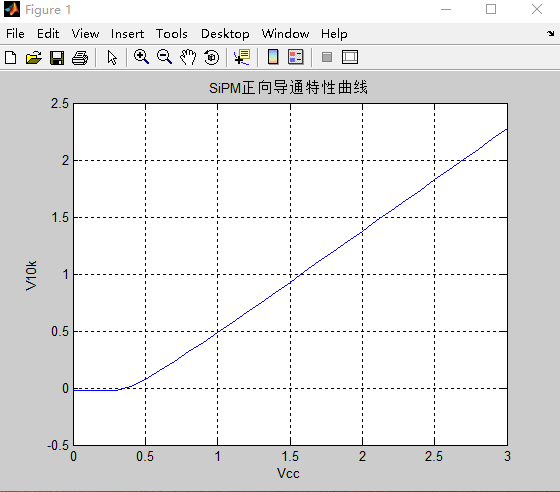 Figure 1
File Edit View Insert Tools Desktop Window Help
SiPM正向导通特性曲线
2.5
2
1.5
1
0.5
0
-0.5
V10k
0 0.5 1 1.5 2 2.5 3
Vcc